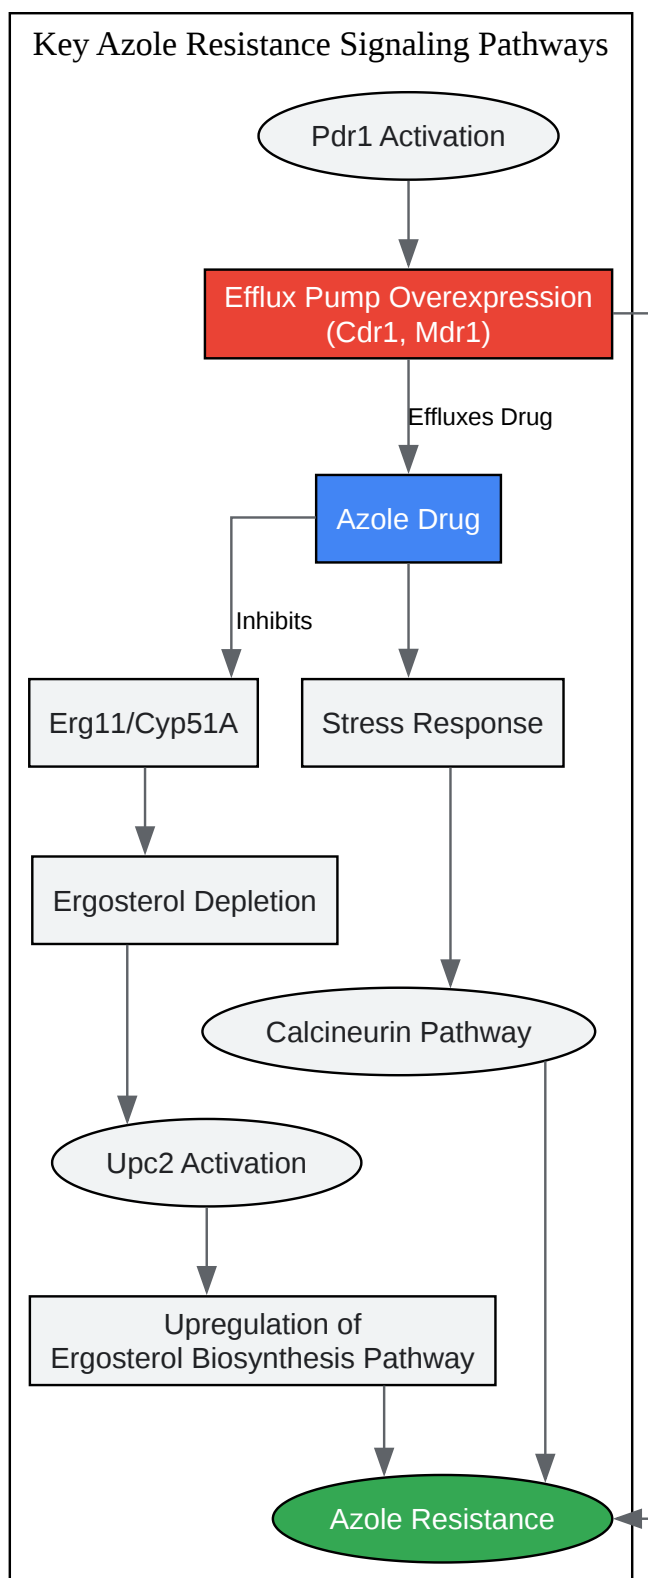 Key Azole Resistance Signaling Pathways
Pdr1 Activation
Efflux Pump Overexpression
(Cdr1, Mdr1)
Effluxes Drug
Azole Drug
Inhibits
Erg11/Cyp51A
Stress Response
Ergosterol Depletion
Calcineurin Pathway
Upc2 Activation
Upregulation of
Ergosterol Biosynthesis Pathway
Azole Resistance